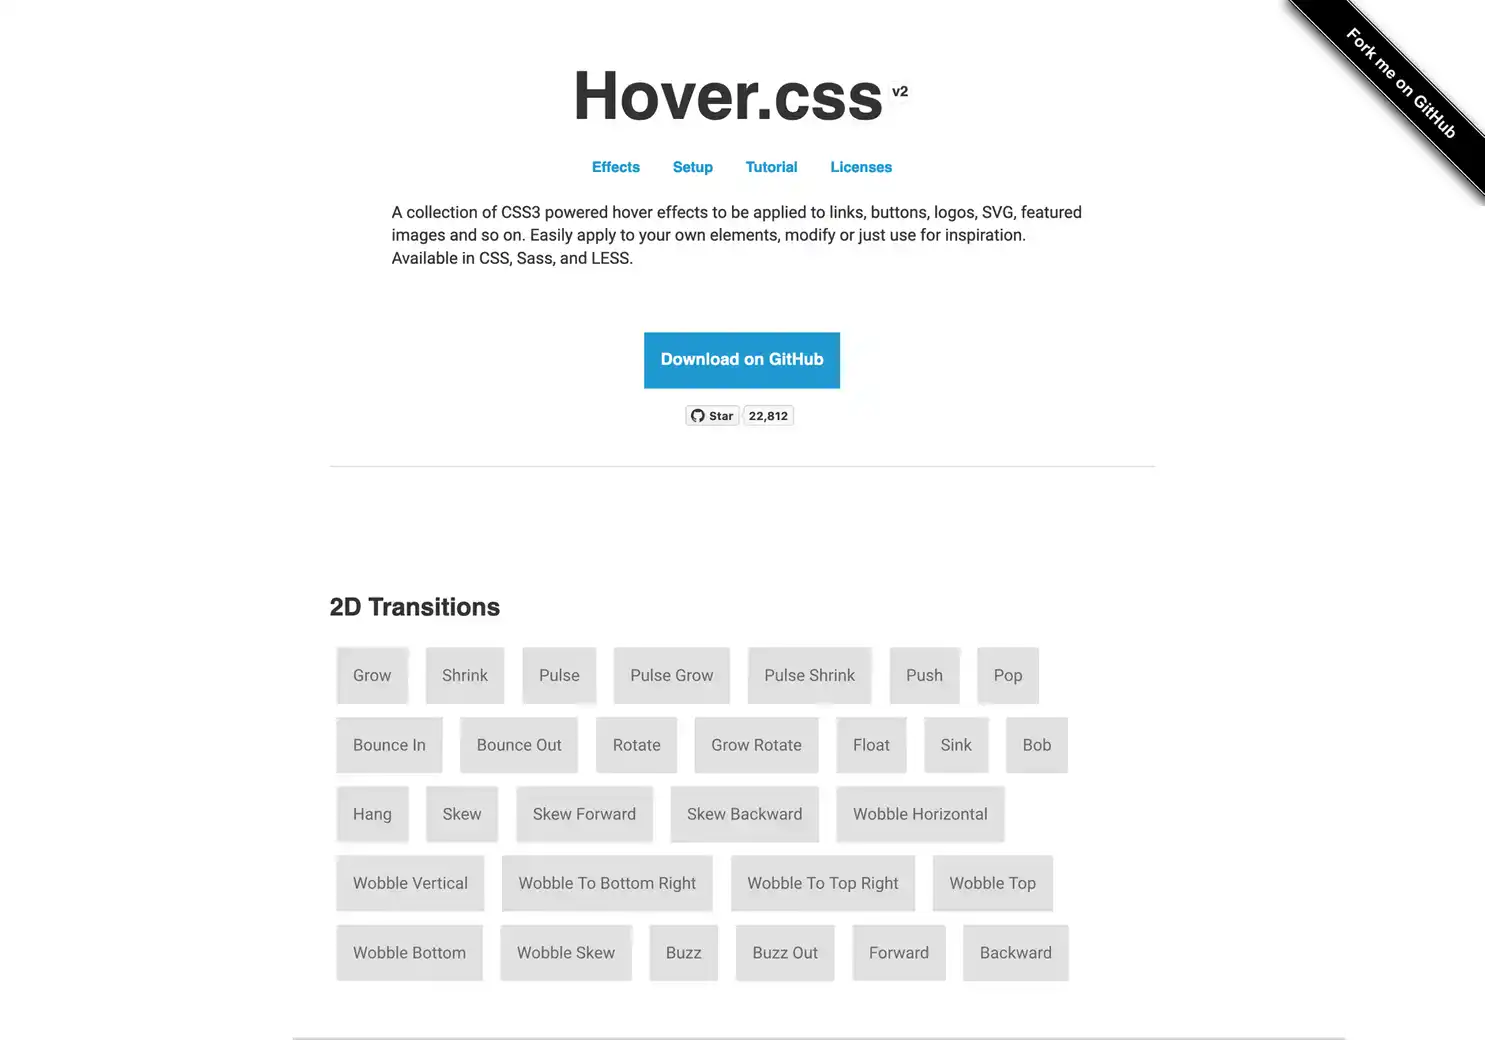 Fork me on GitHub
Hover.css v2
Effects Setup Tutorial Licenses
A collection of CSS3 powered hover effects to be applied to links, buttons, logos, SVG, featured
images and so on. Easily apply to your own elements, modify or just use for inspiration.
Available in CSS, Sass, and LESS.
Download on GitHub
Star 22,812
2D Transitions
Grow Shrink Pulse Pulse Grow Pulse Shrink Push Pop
Bounce In Bounce Out Rotate Grow Rotate Float Sink Bob
Hang Skew Skew Forward Skew Backward Wobble Horizontal
Wobble Vertical Wobble To Bottom Right Wobble To Top Right Wobble Top
Wobble Bottom Wobble Skew Buzz Buzz Out Forward Backward